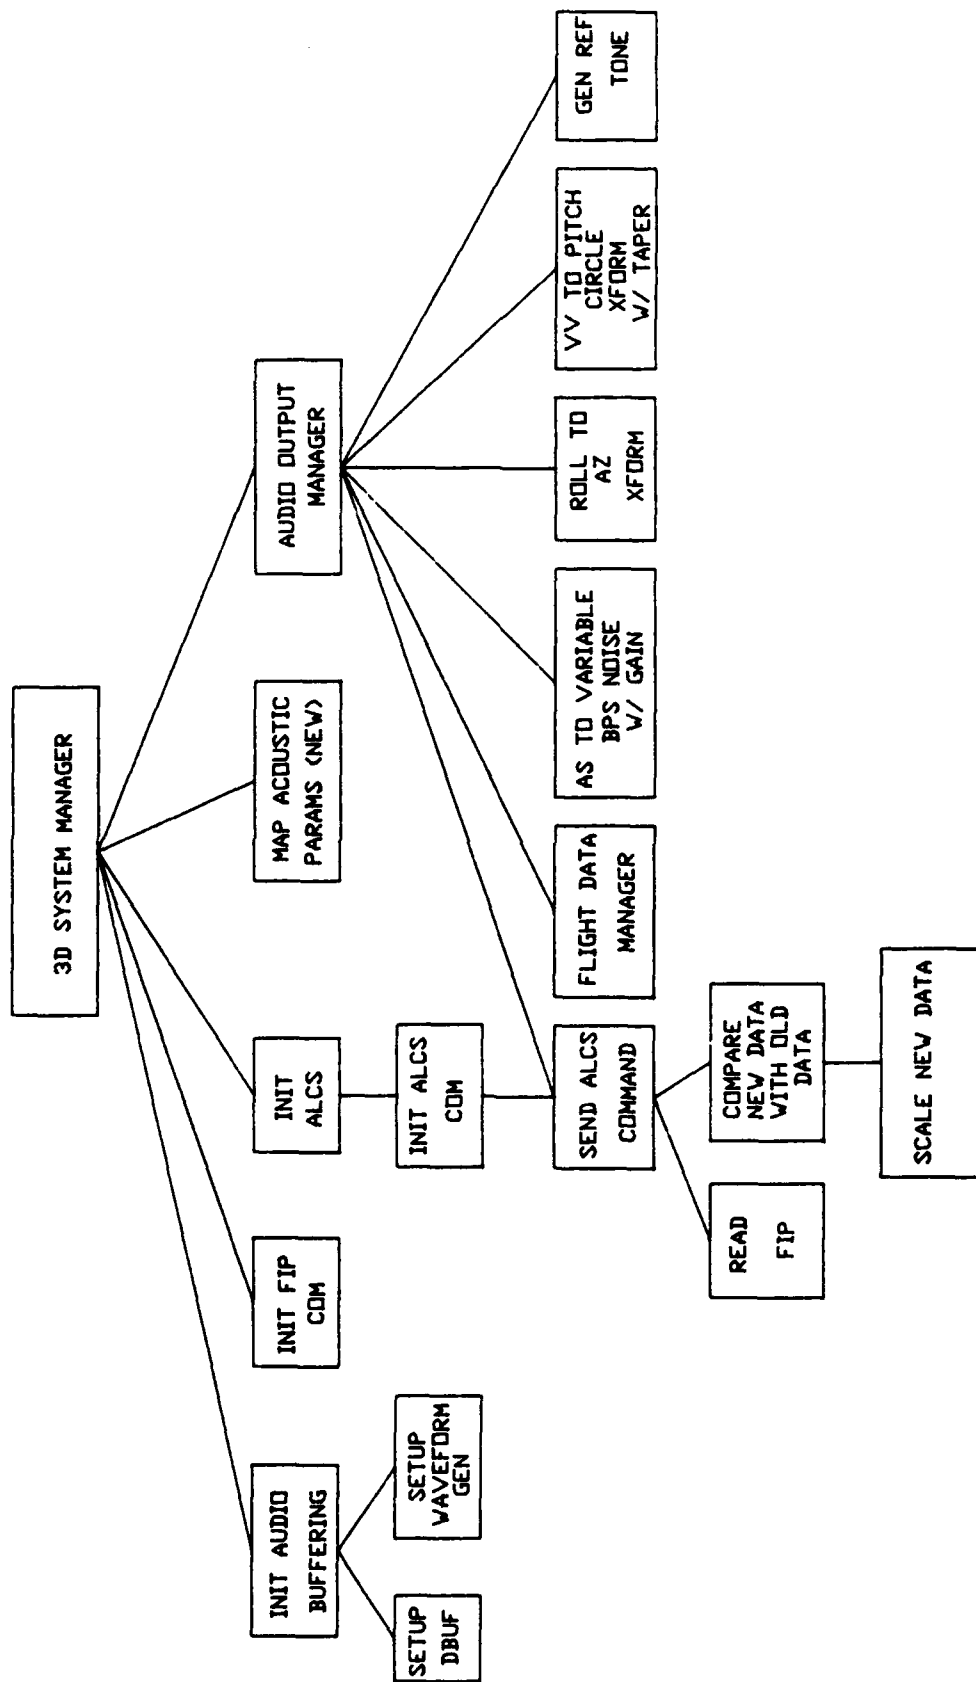 3D SYSTEM MANAGER
INIT AUDIO
BUFFERING
INIT FIP
COM
INIT
ALCS
MAP ACOUSTIC
PARAMS (NEW)
AUDIO OUTPUT
MANAGER
SETUP
DBUF
SETUP
WAVEFORM
GEN
INIT ALCS
COM
SEND ALCS
COMMAND
FLIGHT DATA
MANAGER
AS TO VARIABLE
BPS NOISE
W/ GAIN
ROLL TO
AZ
XFORM
VV TO PITCH
CIRCLE
XFORM
W/ TAPER
GEN REF
TONE
READ
FIP
COMPARE
NEW DATA
WITH OLD
DATA
SCALE NEW DATA